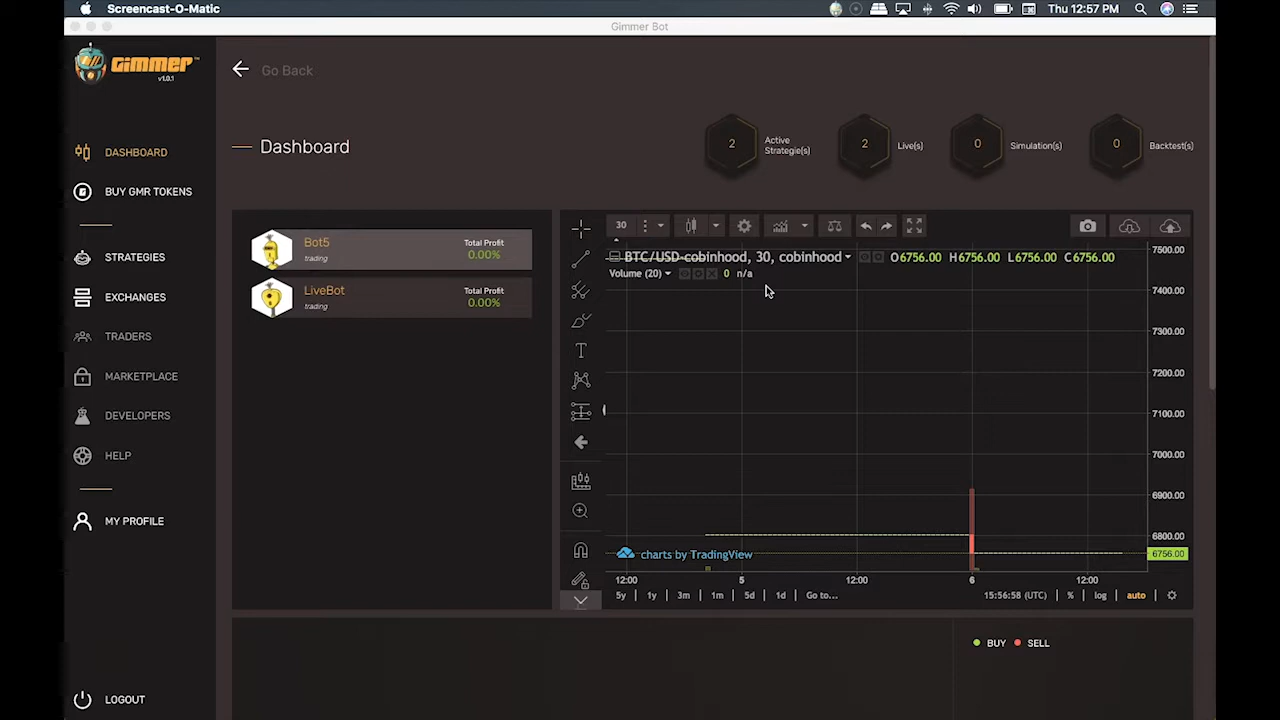 Screencast-O-Matic
Thu 12:57 PM
Gimmer Bot
GIMMER™
v1.0.1
Go Back
DASHBOARD
BUY GMR TOKENS
STRATEGIES
EXCHANGES
TRADERS
MARKETPLACE
DEVELOPERS
HELP
MY PROFILE
LOGOUT
Dashboard
2
Active
Strategie(s)
2
Live(s)
0
Simulation(s)
0
Backtest(s)
Bot5
trading
Total Profit
0.00%
LiveBot
trading
Total Profit
0.00%
30
BTC/USD-cobinhood, 30, cobinhood
O6756.00 H6756.00 L6756.00 C6756.00
Volume (20)
0 n/a
7500.00
7400.00
7300.00
7200.00
7100.00
7000.00
6900.00
6800.00
6756.00
charts by TradingView
12:00 5 12:00 6 12:00
5y 1y 3m 1m 5d 1d Go to...
15:56:58 (UTC) % log auto
BUY SELL